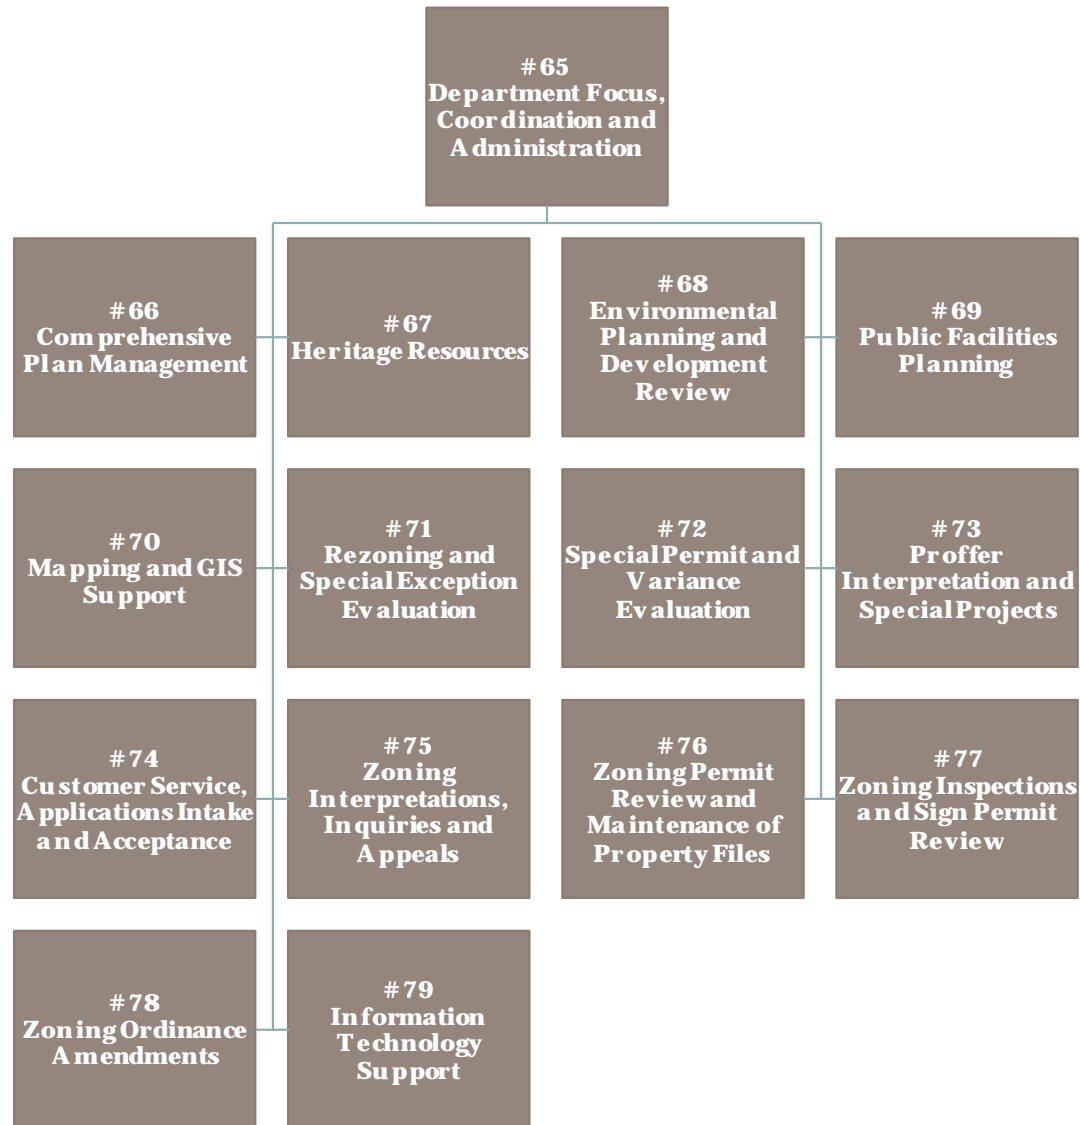 #65
Department Focus,
Coordination and
Administration
#66
Comprehensive
Plan Management
#67
Heritage Resources
#68
Environmental
Planning and
Development
Review
#69
Public Facilities
Planning
#70
Mapping and GIS
Support
#71
Rezoning and
Special Exception
Evaluation
#72
Special Permit and
Variance
Evaluation
#73
Proffer
Interpretation and
Special Projects
#74
Customer Service,
Applications Intake
and Acceptance
#75
Zoning
Interpretations,
Inquiries and
Appeals
#76
Zoning Permit
Review and
Maintenance of
Property Files
#77
Zoning Inspections
and Sign Permit
Review
#78
Zoning Ordinance
Amendments
#79
Information
Technology
Support